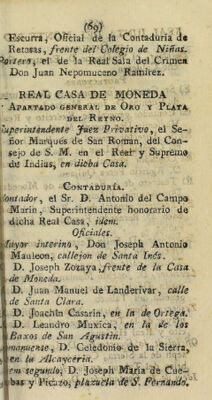 (69)
Escurra, Oficial de la Contaduria de
Retasas, frente del Colegio de Niñas.
Portero, el de la Real Sala del Crimen
Don Juan Nepomuceno Ramirez.
REAL CASA DE MONEDA
Y APARTADO GENERAL DE ORO Y PLATA
DEL REYNO.
Superintendente Juez Privativo, el Se-
ñor Marqués de San Roman, del Con-
sejo de S. M. en el Real y Supremo
de Indias, en dicha Casa.
CONTADURÍA.
Contador, el Sr. D. Antonio del Campo
Marin, Superintendente honorario de
dicha Real Casa, idem.
Oficiales.
Mayor interino, Don Joseph Antonio
Mauleon, callejon de Santa Inés.
D. Joseph Zozaya, frente de la Casa
de Moneda.
D. Juan Manuel de Landerivar, calle
de Santa Clara.
D. Joachin Casarin, en la de Ortega.
D. Leandro Muxica, en la de los
Baxos de San Agustin.
Amanuense, D. Celedonio de la Sierra,
en la Alcayceria.
Idem segundo, D. Joseph Maria de Cue-
bas y Picazo, plazuela de S. Fernando.